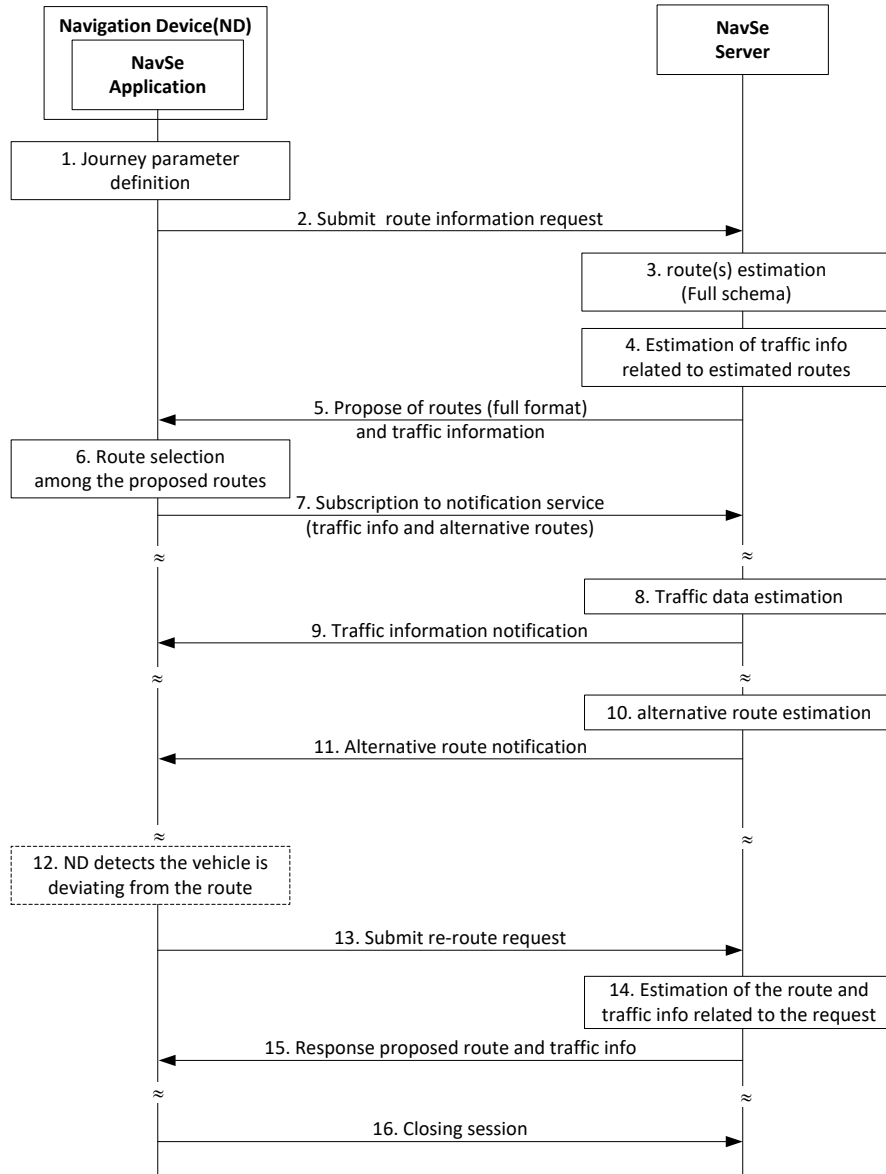 Navigation Device(ND)
NavSe
Application
NavSe
Server
1. Journey parameter
definition
2. Submit  route information request
3. route(s) estimation
(Full schema)
4. Estimation of traffic info
related to estimated routes
5. Propose of routes (full format)
and traffic information
6. Route selection
among the proposed routes
7. Subscription to notification service
(traffic info and alternative routes)
≈ ≈
8. Traffic data estimation
9. Traffic information notification
≈ ≈
10. alternative route estimation
11. Alternative route notification
≈ ≈
12. ND detects the vehicle is
deviating from the route
13. Submit re-route request
14. Estimation of the route and
traffic info related to the request
15. Response proposed route and traffic info
≈ ≈
16. Closing session